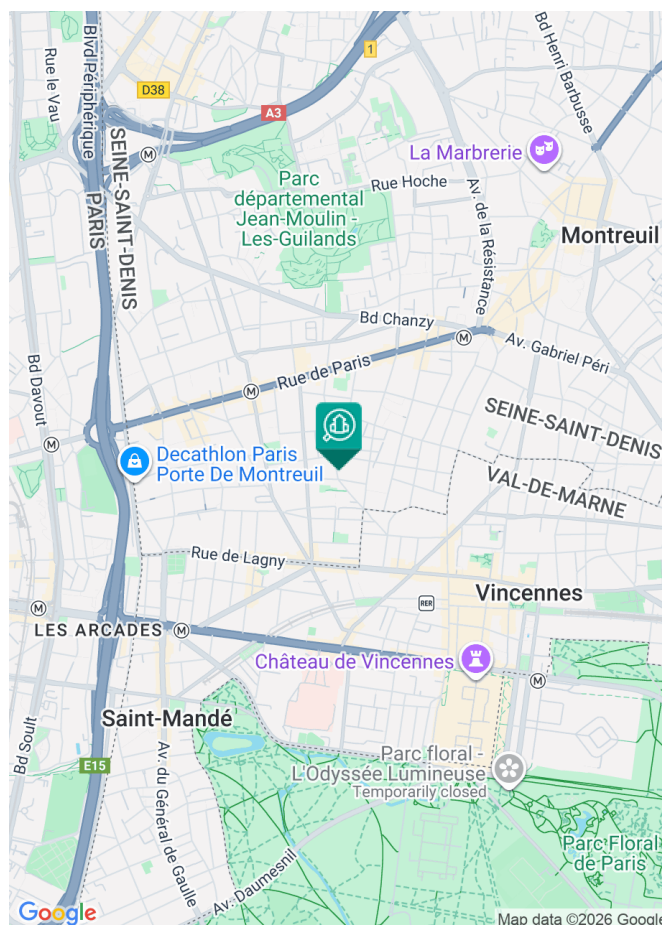 Rue le Vau
Blvd Périphérique
D38
1
Bd Henri Barbusse
A3
M
La Marbrerie
SEINE-SAINT-DENIS
PARIS
Parc
départemental
Jean-Moulin -
Les-Guilands
Rue Hoche
Av. de la Résistance
Montreuil
Bd Chanzy
M
Av. Gabriel Péri
Bd Davout
Rue de Paris
M
M
SEINE-SAINT-DENIS
Decathlon Paris
Porte De Montreuil
VAL-DE-MARNE
Rue de Lagny
Vincennes
RER
M
LES ARCADES
M
Château de Vincennes
M
Saint-Mandé
Bd Soult
E15
Av. du Général de Gaulle
Parc floral -
L'Odyssée Lumineuse
Temporarily closed
Parc Floral
de Paris
Av. Daumesnil
Google
Map data ©2026 Google